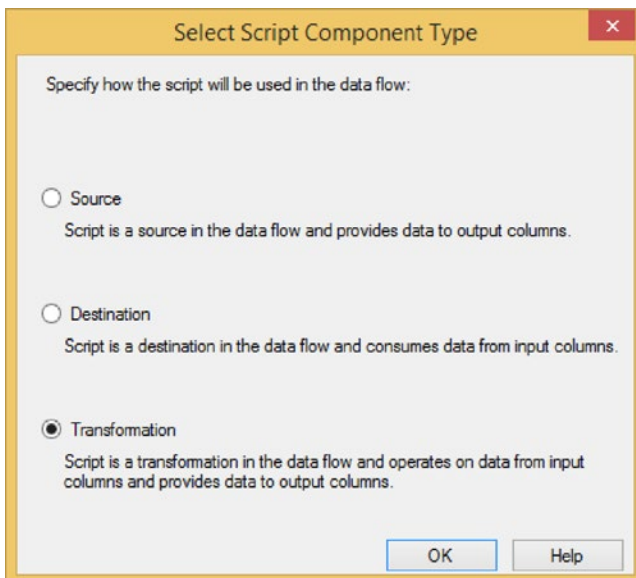 Select Script Component Type
Specify how the script will be used in the data flow:
Source
Script is a source in the data flow and provides data to output columns.
Destination
Script is a destination in the data flow and consumes data from input columns.
Transformation
Script is a transformation in the data flow and operates on data from input
columns and provides data to output columns.
OK Help